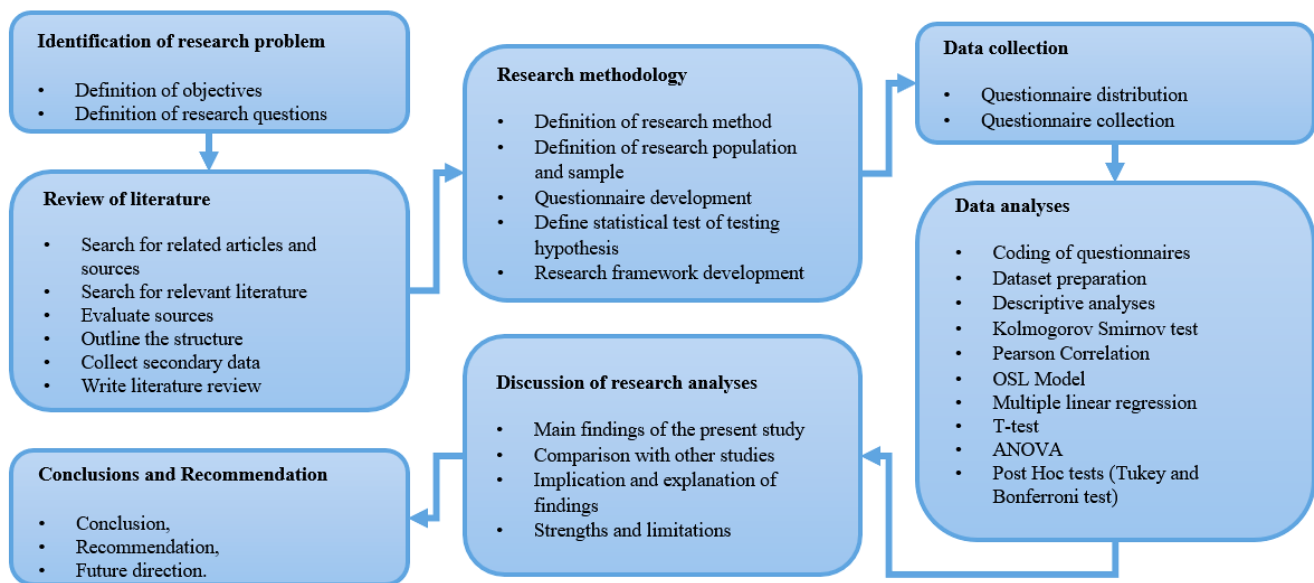 Identification of research problem
• Definition of objectives
• Definition of research questions
Review of literature
• Search for related articles and
sources
• Search for relevant literature
• Evaluate sources
• Outline the structure
• Collect secondary data
• Write literature review
Research methodology
• Definition of research method
• Definition of research population
and sample
• Questionnaire development
• Define statistical test of testing
hypothesis
• Research framework development
Data collection
• Questionnaire distribution
• Questionnaire collection
Data analyses
• Coding of questionnaires
• Dataset preparation
• Descriptive analyses
• Kolmogorov Smirnov test
• Pearson Correlation
• OSL Model
• Multiple linear regression
• T-test
• ANOVA
• Post Hoc tests (Tukey and
Bonferroni test)
Discussion of research analyses
• Main findings of the present study
• Comparison with other studies
• Implication and explanation of
findings
• Strengths and limitations
Conclusions and Recommendation
• Conclusion,
• Recommendation,
• Future direction.